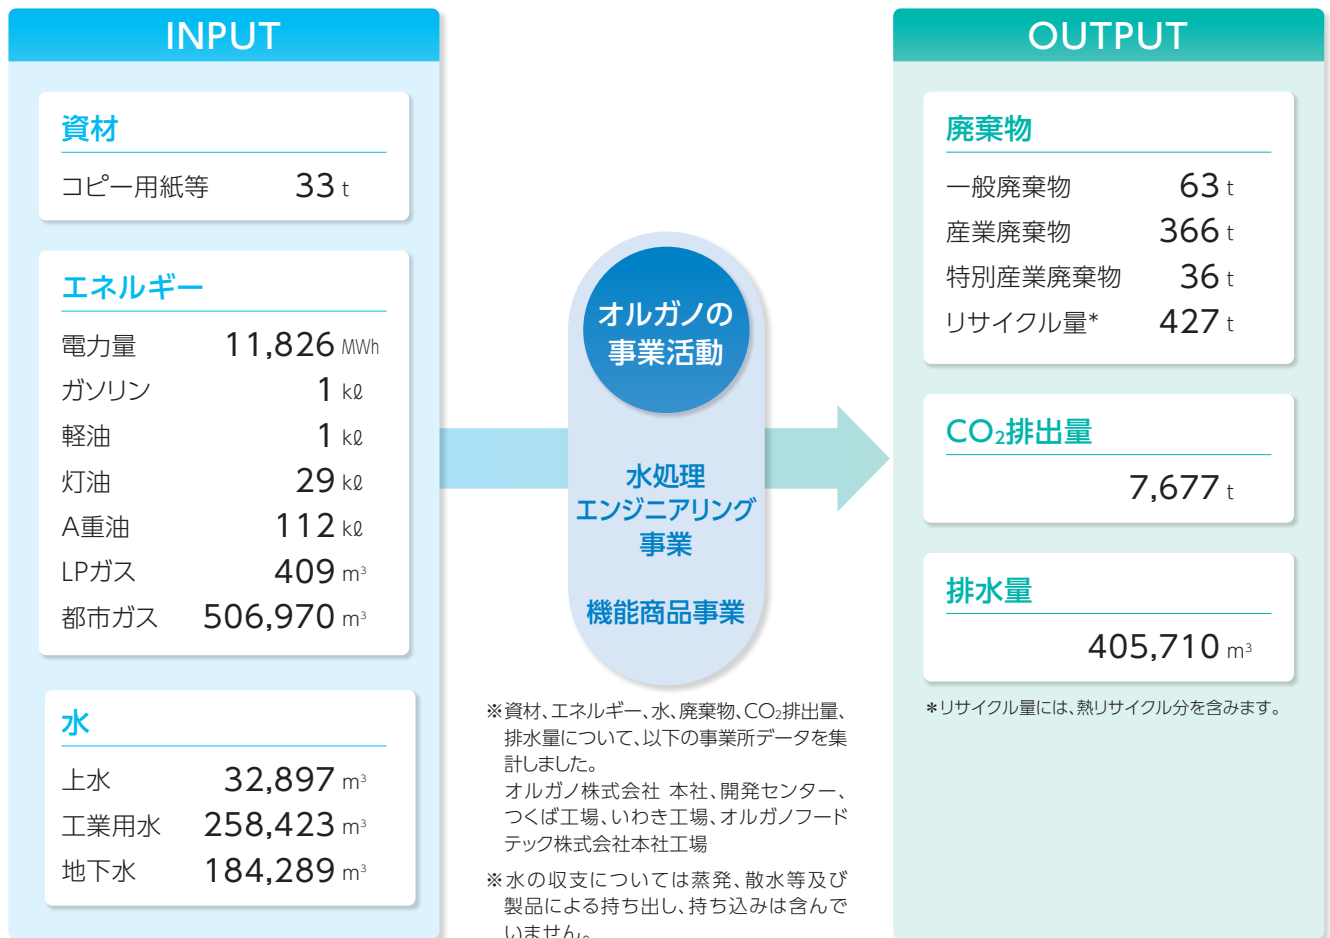 INPUT
資材
コピー用紙等 33 t
エネルギー
電力量 11,826 MWh
ガソリン 1 kℓ
軽油 1 kℓ
灯油 29 kℓ
A重油 112 kℓ
LPガス 409 m³
都市ガス 506,970 m³
水
上水 32,897 m³
工業用水 258,423 m³
地下水 184,289 m³
オルガノの
事業活動
水処理
エンジニアリング
事業
機能商品事業
※資材、エネルギー、水、廃棄物、CO₂排出量、
排水量について、以下の事業所データを集
計しました。
オルガノ株式会社 本社、開発センター、
つくば工場、いわき工場、オルガノフード
テック株式会社本社工場
※水の収支については蒸発、散水等及び
製品による持ち出し、持ち込みは含んで
いません。
OUTPUT
廃棄物
一般廃棄物 63 t
産業廃棄物 366 t
特別産業廃棄物 36 t
リサイクル量* 427 t
CO₂排出量
7,677 t
排水量
405,710 m³
*リサイクル量には、熱リサイクル分を含みます。